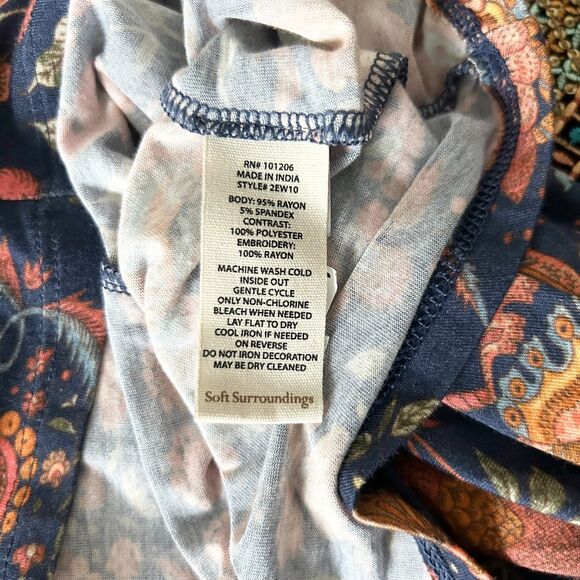 RN# 101206
MADE IN INDIA
STYLE# 2EW10
BODY: 95% RAYON
5% SPANDEX
CONTRAST:
100% POLYESTER
EMBROIDERY:
100% RAYON
MACHINE WASH COLD
INSIDE OUT
GENTLE CYCLE
ONLY NON-CHLORINE
BLEACH WHEN NEEDED
LAY FLAT TO DRY
COOL IRON IF NEEDED
ON REVERSE
DO NOT IRON DECORATION
MAY BE DRY CLEANED
Soft Surroundings